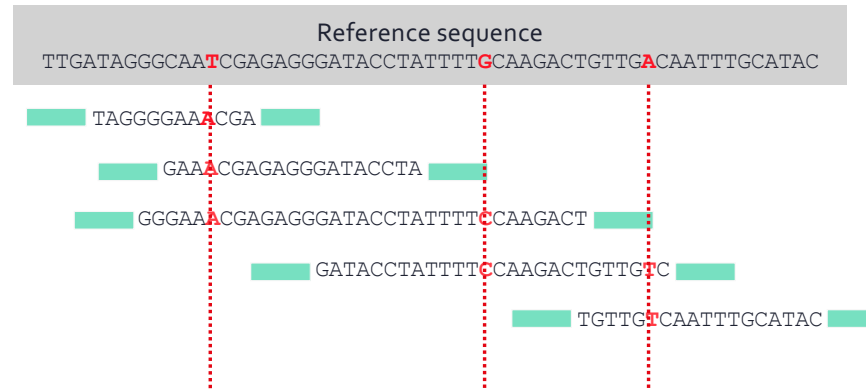 Reference sequence
TTGATAGGGCAATCGAGAGGGATACCTATTTTGCAAGACTGTTGACAATTTGCATAC
TAGGGGAAACGA
GAAACGAGAGGGATACCTA
GGGAAACGAGAGGGATACCTATTTTCCAAGACT
GATACCTATTTTCCAAGACTGTTGTC
TGTTGTCAATTTGCATAC